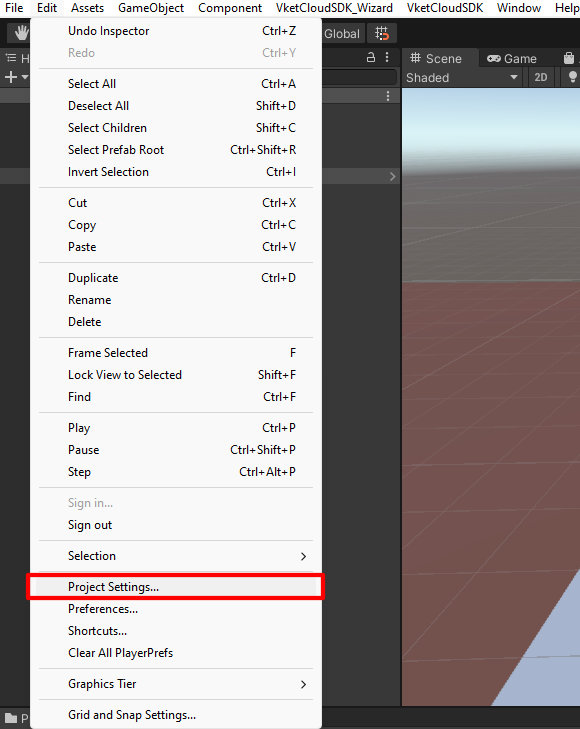 File Edit Assets GameObject Component VketCloudSDK_Wizard VketCloudSDK Window Help
Global
Scene Game
Shaded 2D
Undo Inspector Ctrl+Z
Redo Ctrl+Y
Select All Ctrl+A
Deselect All Shift+D
Select Children Shift+C
Select Prefab Root Ctrl+Shift+R
Invert Selection Ctrl+I
Cut Ctrl+X
Copy Ctrl+C
Paste Ctrl+V
Duplicate Ctrl+D
Rename
Delete
Frame Selected F
Lock View to Selected Shift+F
Find Ctrl+F
Play Ctrl+P
Pause Ctrl+Shift+P
Step Ctrl+Alt+P
Sign in...
Sign out
Selection
Project Settings...
Preferences...
Shortcuts...
Clear All PlayerPrefs
Graphics Tier
Grid and Snap Settings...